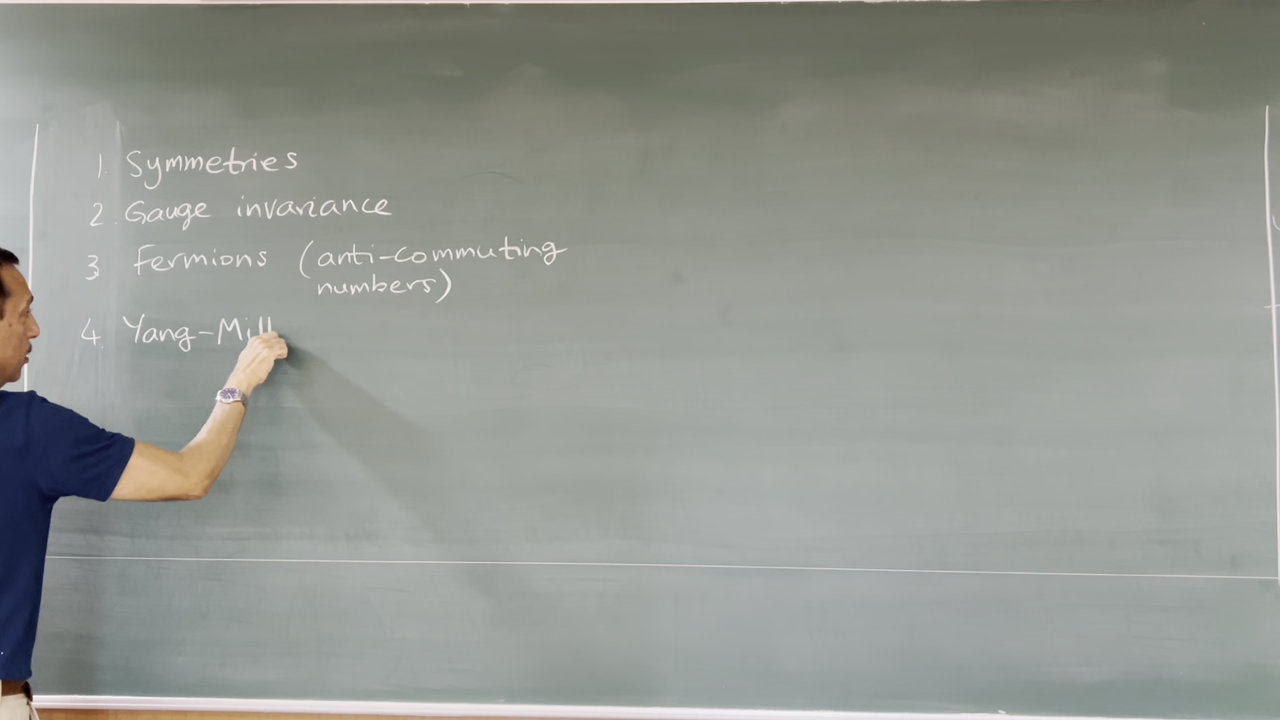 1. Symmetries
2. Gauge invariance
3 Fermions (anti-commuting
numbers)
4. Yang-Mill